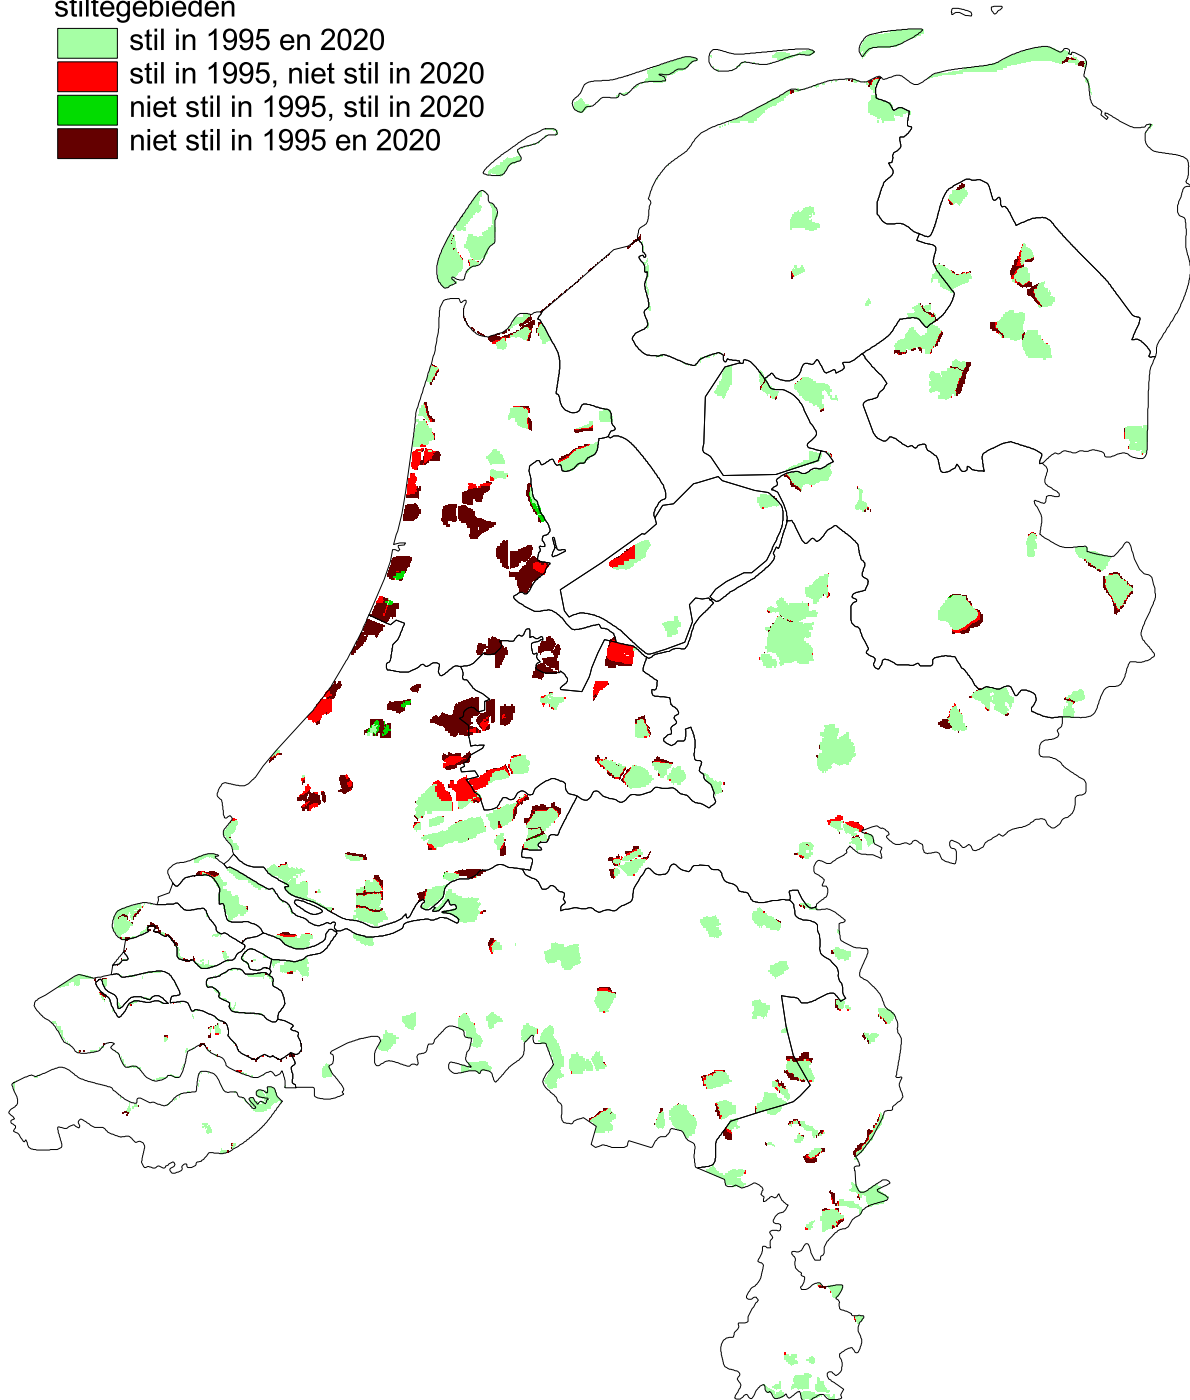 stiltegebieden
stil in 1995 en 2020
stil in 1995, niet stil in 2020
niet stil in 1995, stil in 2020
niet stil in 1995 en 2020